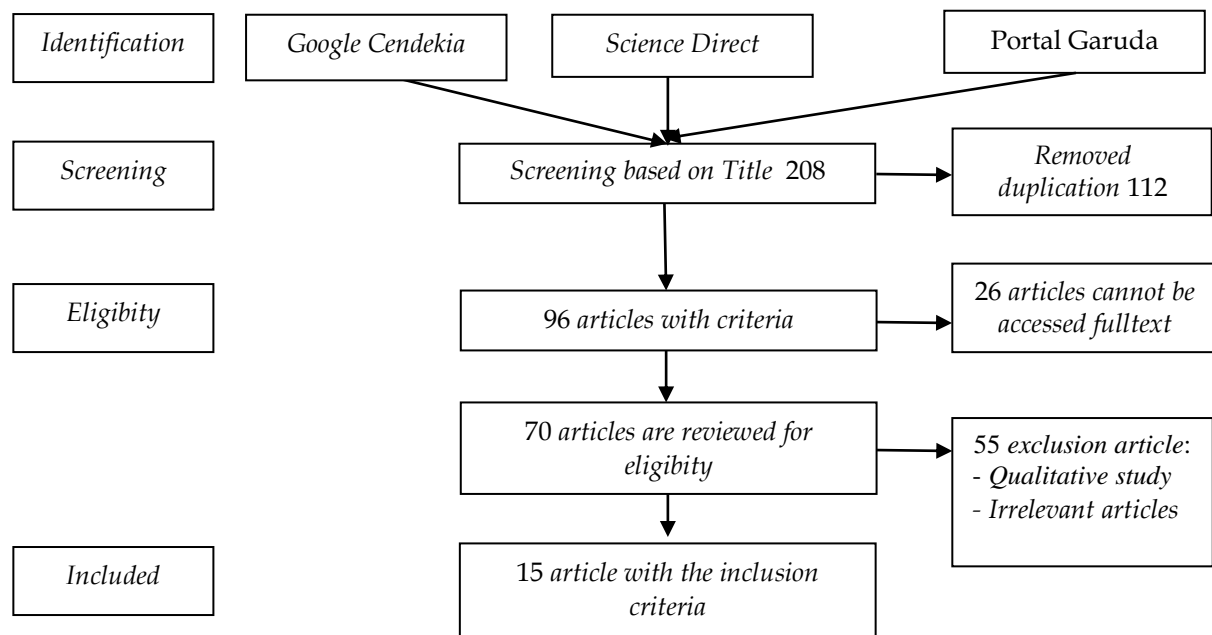 Identification
Google Cendekia
Science Direct
Portal Garuda
Screening
Screening based on Title 208
Removed
duplication 112
Eligibity
96 articles with criteria
26 articles cannot be
accessed fulltext
70 articles are reviewed for
eligibity
55 exclusion article:
- Qualitative study
- Irrelevant articles
Included
15 article with the inclusion
criteria